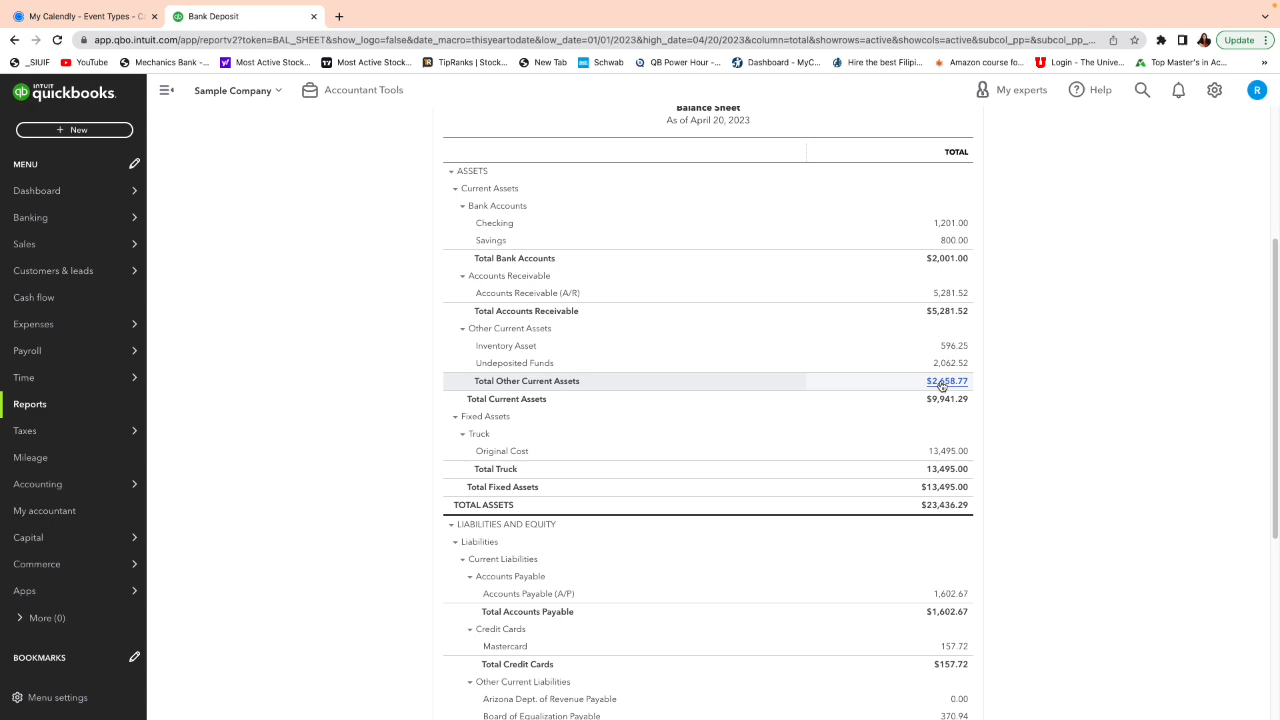 My Calendly - Event Types - C
Bank Deposit
app.qbo.intuit.com/app/reportv2?token=BAL_SHEET&show_logo=false&date_macro=thisyeartodate&low_date=01/01/2023&high_date=04/20/2023&column=total&showrows=active&showcols=active&subcol_pp=&subcol_pp_...
Update
_SIUIF
YouTube
Mechanics Bank -...
Most Active Stock...
Most Active Stock...
TipRanks | Stock...
New Tab
Schwab
QB Power Hour -...
Dashboard - MyC...
Hire the best Filipi...
Amazon course fo...
Login - The Unive...
Top Master's in Ac...
INTUIT
quickbooks.
Sample Company
Accountant Tools
My experts
Help
R
+ New
MENU
Dashboard
Banking
Sales
Customers & leads
Cash flow
Expenses
Payroll
Time
Reports
Taxes
Mileage
Accounting
My accountant
Capital
Commerce
Apps
More (0)
BOOKMARKS
Menu settings
Balance Sheet
As of April 20, 2023
TOTAL
ASSETS
Current Assets
Bank Accounts
Checking 1,201.00
Savings 800.00
Total Bank Accounts $2,001.00
Accounts Receivable
Accounts Receivable (A/R) 5,281.52
Total Accounts Receivable $5,281.52
Other Current Assets
Inventory Asset 596.25
Undeposited Funds 2,062.52
Total Other Current Assets $2,658.77
Total Current Assets $9,941.29
Fixed Assets
Truck
Original Cost 13,495.00
Total Truck 13,495.00
Total Fixed Assets $13,495.00
TOTAL ASSETS $23,436.29
LIABILITIES AND EQUITY
Liabilities
Current Liabilities
Accounts Payable
Accounts Payable (A/P) 1,602.67
Total Accounts Payable $1,602.67
Credit Cards
Mastercard 157.72
Total Credit Cards $157.72
Other Current Liabilities
Arizona Dept. of Revenue Payable 0.00
Board of Equalization Payable 370.94